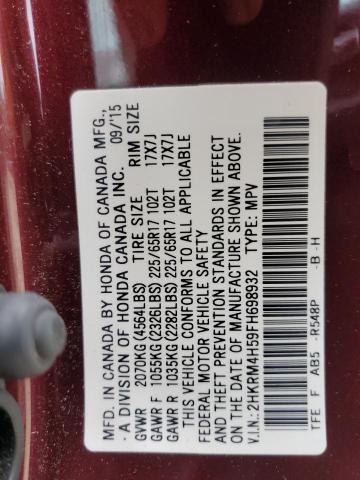 MFD. IN CANADA BY HONDA OF CANADA MFG.,
- A DIVISION OF HONDA CANADA INC. 09/'15
GVWR 2070KG(4564LBS) TIRE SIZE RIM SIZE
GAWR F 1055KG(2326LBS) 225/65R17 102T 17X7J
GAWR R 1035KG(2282LBS) 225/65R17 102T 17X7J
THIS VEHICLE CONFORMS TO ALL APPLICABLE
FEDERAL MOTOR VEHICLE SAFETY
AND THEFT PREVENTION STANDARDS IN EFFECT
ON THE DATE OF MANUFACTURE SHOWN ABOVE.
V.I.N.: 2HKRM4H59FH698932 TYPE: MPV
TFE F AB5 -R548P -B -H